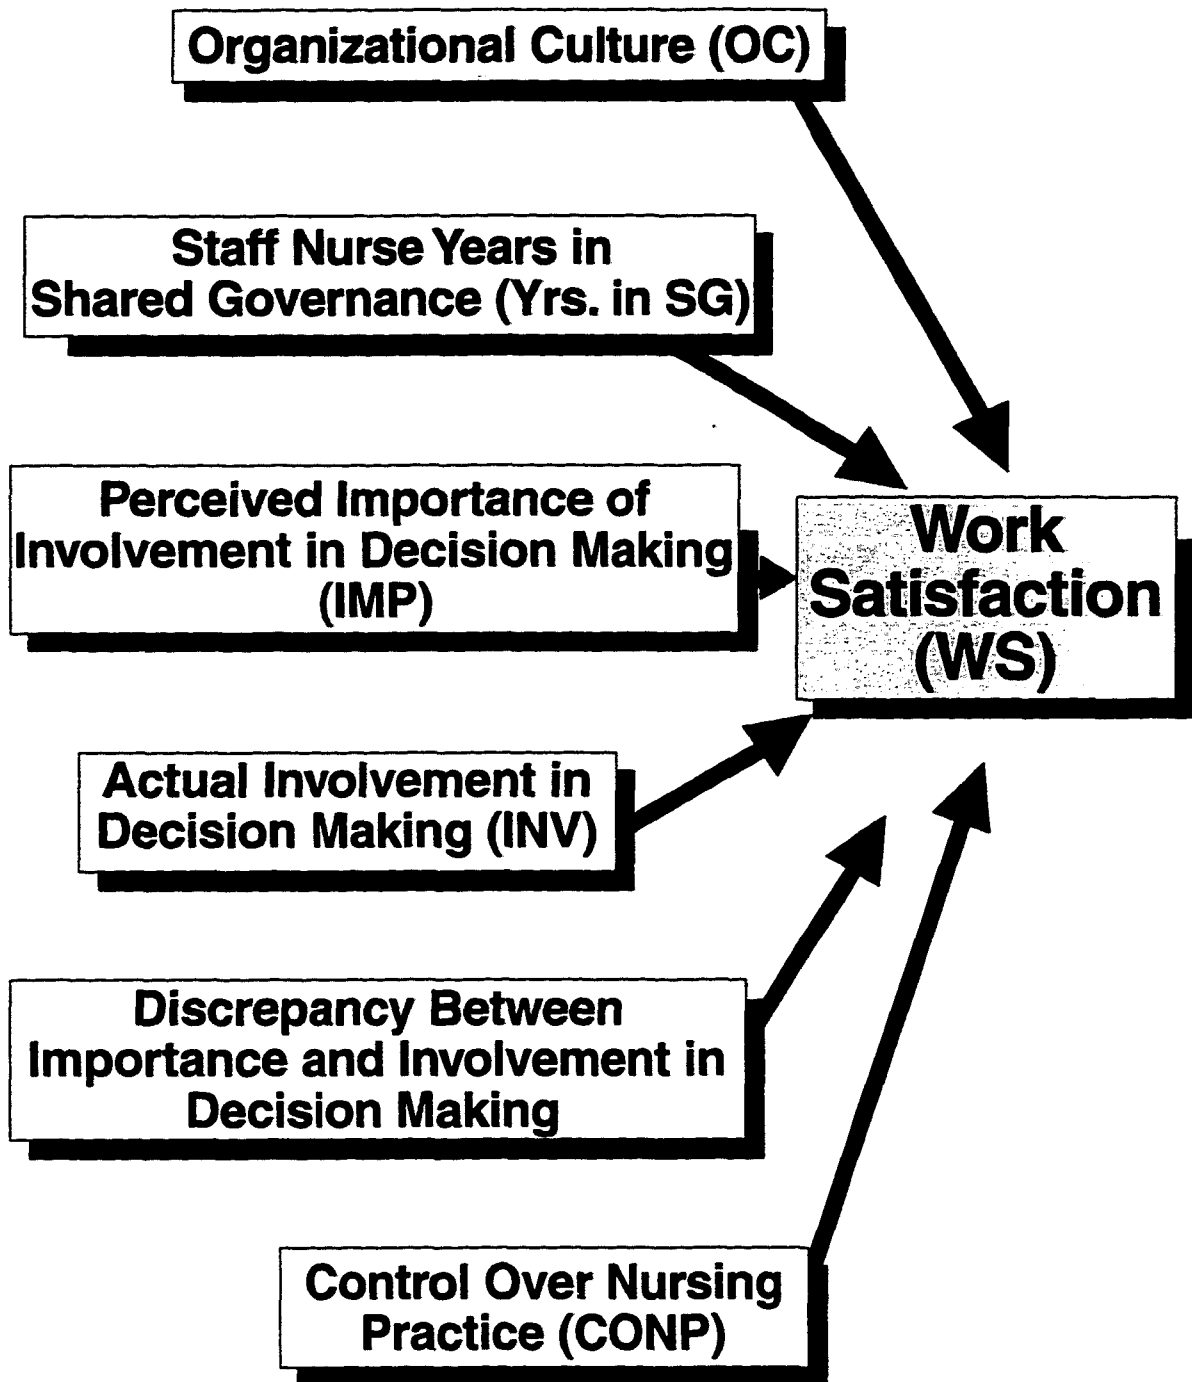 Organizational Culture (OC)
Staff Nurse Years in
Shared Governance (Yrs. in SG)
Perceived Importance of
Involvement in Decision Making
(IMP)
Work
Satisfaction
(WS)
Actual Involvement in
Decision Making (INV)
Discrepancy Between
Importance and Involvement in
Decision Making
Control Over Nursing
Practice (CONP)